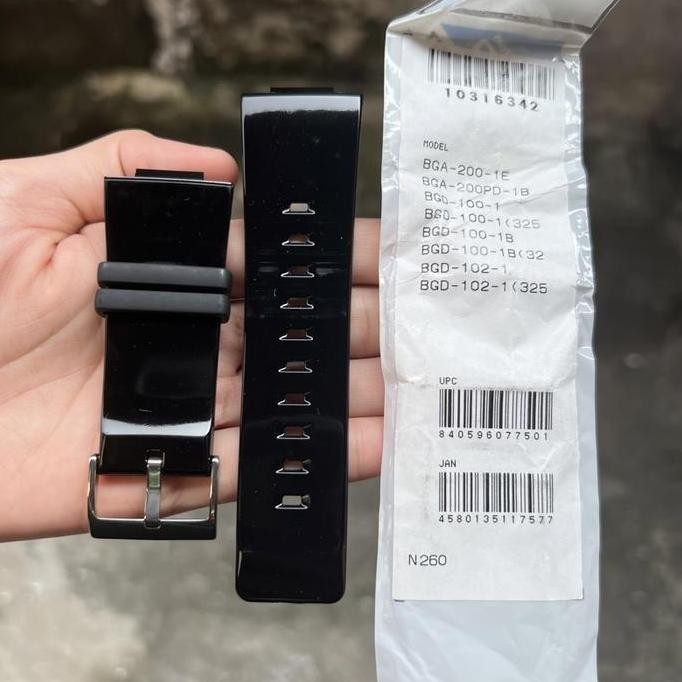 10316342
MODEL
BGA-200-1E
BGA-200PD-1B
BGD-100-1
BGD-100-1(325
BGD-100-1B
BGD-100-1B(32
BGD-102-1
BGD-102-1(325
UPC
840596077501
JAN
4580135117577
N260